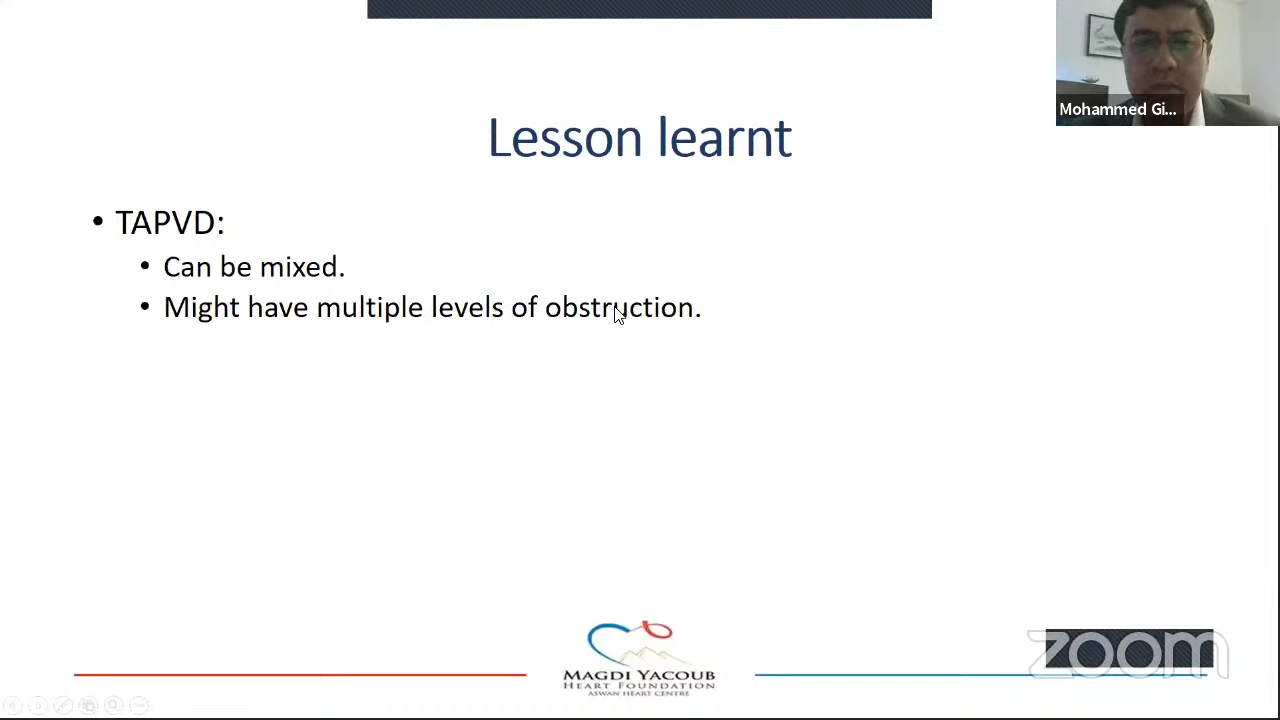 Mohammed Gi...
Lesson learnt
• TAPVD:
• Can be mixed.
• Might have multiple levels of obstruction.
MAGDI YACOUB
HEART FOUNDATION
ASWAN HEART CENTRE
zoom